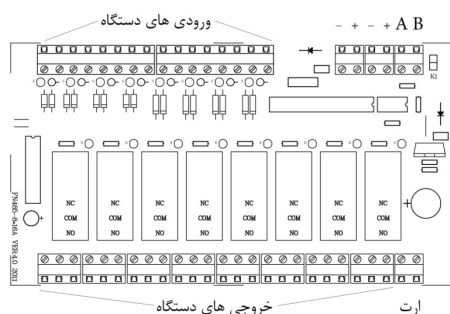 ورودی های دستگاه
- + - + A B
K1
NC NC NC NC NC NC NC NC
COM COM COM COM COM COM COM COM
NO NO NO NO NO NO NO NO
خروجی های دستگاه
ارت